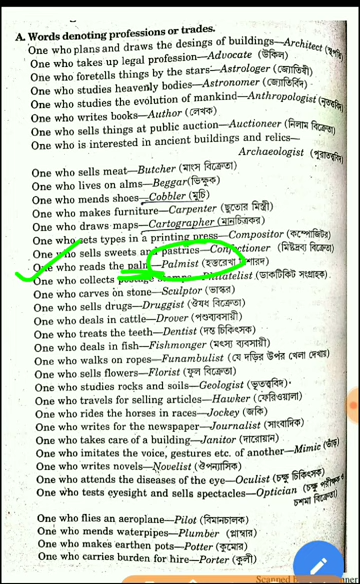 A. Words denoting professions or trades.
One who plans and draws the desings of buildings—Architect
One who takes up legal profession—Advocate (উকিল)
One who foretells things by the stars—Astrologer (জ্যোতিষী)
One who studies heavenly bodies—Astronomer (জ্যোতির্বিদ)
One who studies the evolution of mankind—Anthropologist
One who writes books—Author (লেখক)
One who sells things at public auction—Auctioneer (নিলাম বিক্রেতা)
One who is interested in ancient buildings and relics—
Archaeologist
One who sells meat—Butcher (মাংস বিক্রেতা)
One who lives on alms—Beggar (ভিক্ষুক)
One who mends shoes—Cobbler (মুচি)
One who makes furniture—Carpenter (ছুতোর মিস্ত্রী)
One who draws maps—Cartographer (মানচিত্রকর)
One who sets types in a printing press—Compositor (কম্পোজিটর)
One who sells sweets and pastries—Confectioner (মিষ্টদ্রব্য বিক্রেতা)
One who reads the palm—Palmist (হস্তরেখা
One who collects postage stamps—Philatelist (ডাকটিকিট সংগ্রাহক)
One who carves on stone—Sculptor (ভাস্কর)
One who sells drugs—Druggist (ঔষধ বিক্রেতা)
One who deals in cattle—Drover (পশুব্যবসায়ী)
One who treats the teeth—Dentist (দন্ত চিকিৎসক)
One who deals in fish—Fishmonger (মৎস্য ব্যবসায়ী)
One who walks on ropes—Funambulist (যে দড়ির উপর খেলা দেখায়)
One who sells flowers—Florist (ফুল বিক্রেতা)
One who studies rocks and soils—Geologist (ভূতত্ত্ববিদ)
One who travels for selling articles—Hawker (ফেরিওয়ালা)
One who rides the horses in races—Jockey (জকি)
One who writes for the newspaper—Journalist (সাংবাদিক)
One who takes care of a building—Janitor (দারোয়ান)
One who imitates the voice, gestures etc. of another—Mimic
One who writes novels—Novelist (ঔপন্যাসিক)
One who attends the diseases of the eye—Oculist (চক্ষু চিকিৎসক)
One who tests eyesight and sells spectacles—Optician (চক্ষু পরীক্ষক ও
চশমা বিক্রেতা)
One who flies an aeroplane—Pilot (বিমানচালক)
One who mends waterpipes—Plumber (প্লাম্বার)
One who makes earthen pots—Potter (কুমোর)
One who carries burden for hire—Porter (কুলী)
Scanned